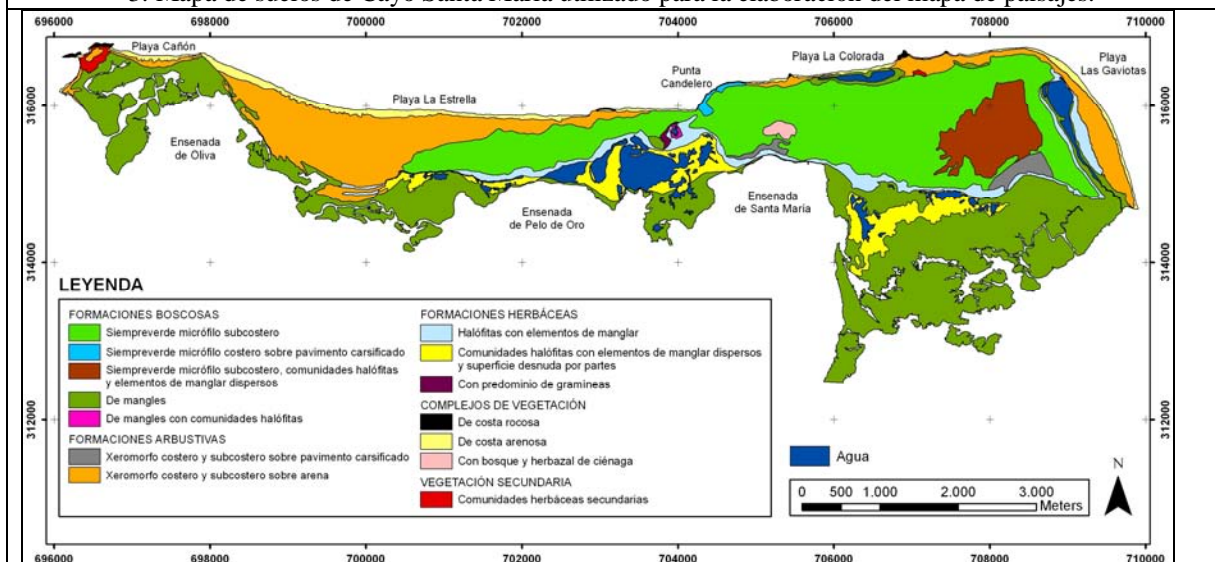 3. Mapa de suelos de Cayo Santa María utilizado para la elaboración del mapa de paisajes.
696000 698000 700000 702000 704000 706000 708000 710000
Playa Cañón
Playa La Colorada
Playa
Las Gaviotas
Punta
Candelero
Playa La Estrella
316000 316000
Ensenada
de Oliva
Ensenada
de Pelo de Oro
Ensenada
de Santa María
314000 314000
LEYENDA
FORMACIONES BOSCOSAS
Siempreverde micrófilo subcostero
Siempreverde micrófilo costero sobre pavimento carsificado
Siempreverde micrófilo subcostero, comunidades halófitas
y elementos de manglar dispersos
De mangles
De mangles con comunidades halófitas
FORMACIONES ARBUSTIVAS
Xeromorfo costero y subcostero sobre pavimento carsificado
Xeromorfo costero y subcostero sobre arena
FORMACIONES HERBÁCEAS
Halófitas con elementos de manglar
Comunidades halófitas con elementos de manglar dispersos
y superficie desnuda por partes
Con predominio de gramíneas
COMPLEJOS DE VEGETACIÓN
De costa rocosa
De costa arenosa
Con bosque y herbazal de ciénaga
VEGETACIÓN SECUNDARIA
Comunidades herbáceas secundarias
312000 312000
Agua
N
0 500 1.000 2.000 3.000
Meters
696000 698000 700000 702000 704000 706000 708000 710000